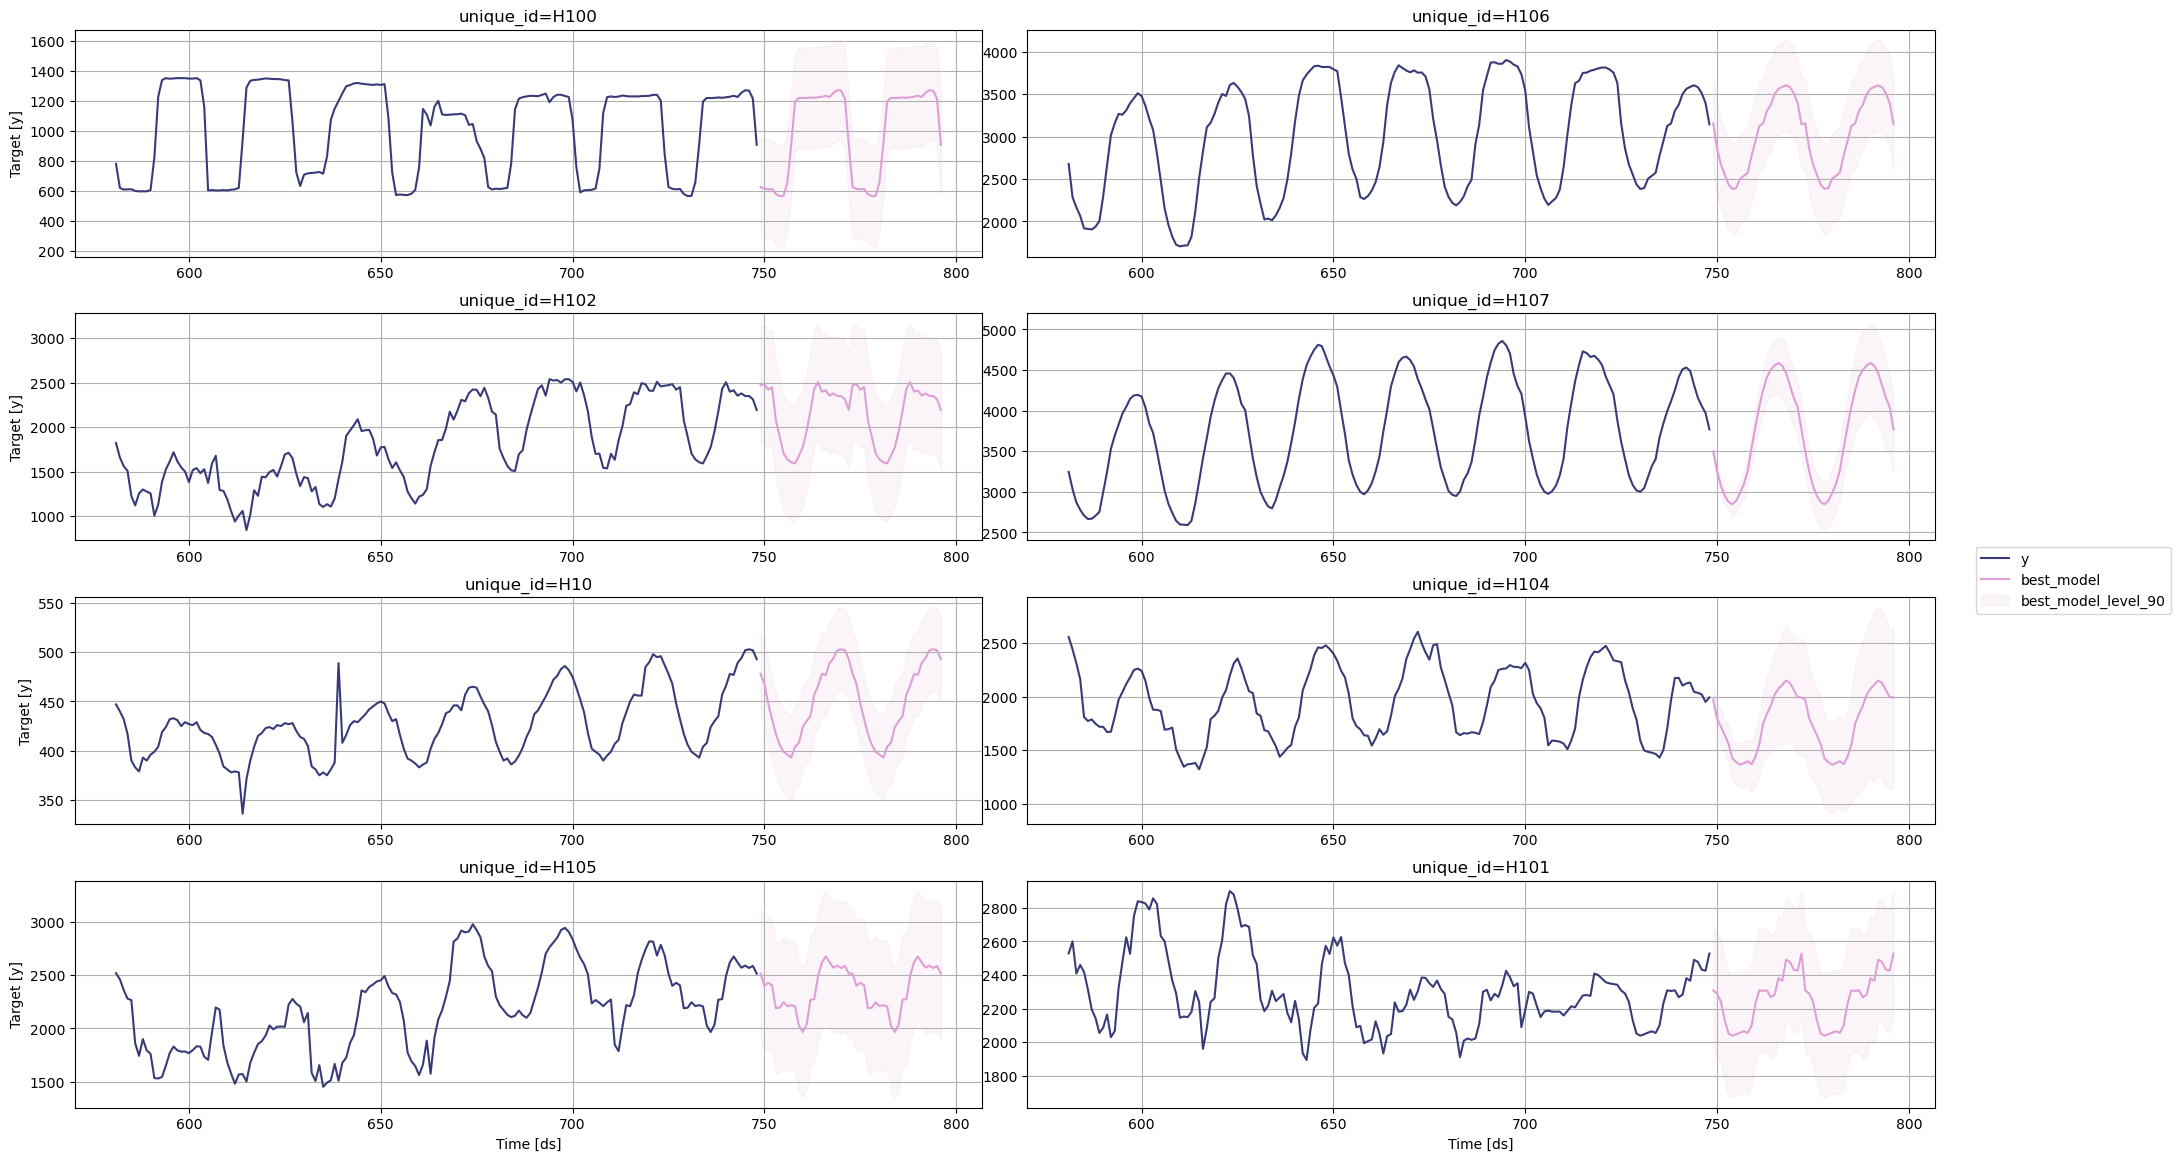 unique_id=H100
Target [y]
1600
1400
1200
1000
800
600
400
200
600 650 700 750 800
unique_id=H106
4000
3500
3000
2500
2000
600 650 700 750 800
unique_id=H102
Target [y]
3000
2500
2000
1500
1000
600 650 700 750 800
unique_id=H107
5000
4500
4000
3500
3000
2500
600 650 700 750 800
unique_id=H10
Target [y]
550
500
450
400
350
600 650 700 750 800
unique_id=H104
2500
2000
1500
1000
600 650 700 750 800
unique_id=H105
Target [y]
3000
2500
2000
1500
600 650 700 750 800
Time [ds]
unique_id=H101
2800
2600
2400
2200
2000
1800
600 650 700 750 800
Time [ds]
y
best_model
best_model_level_90